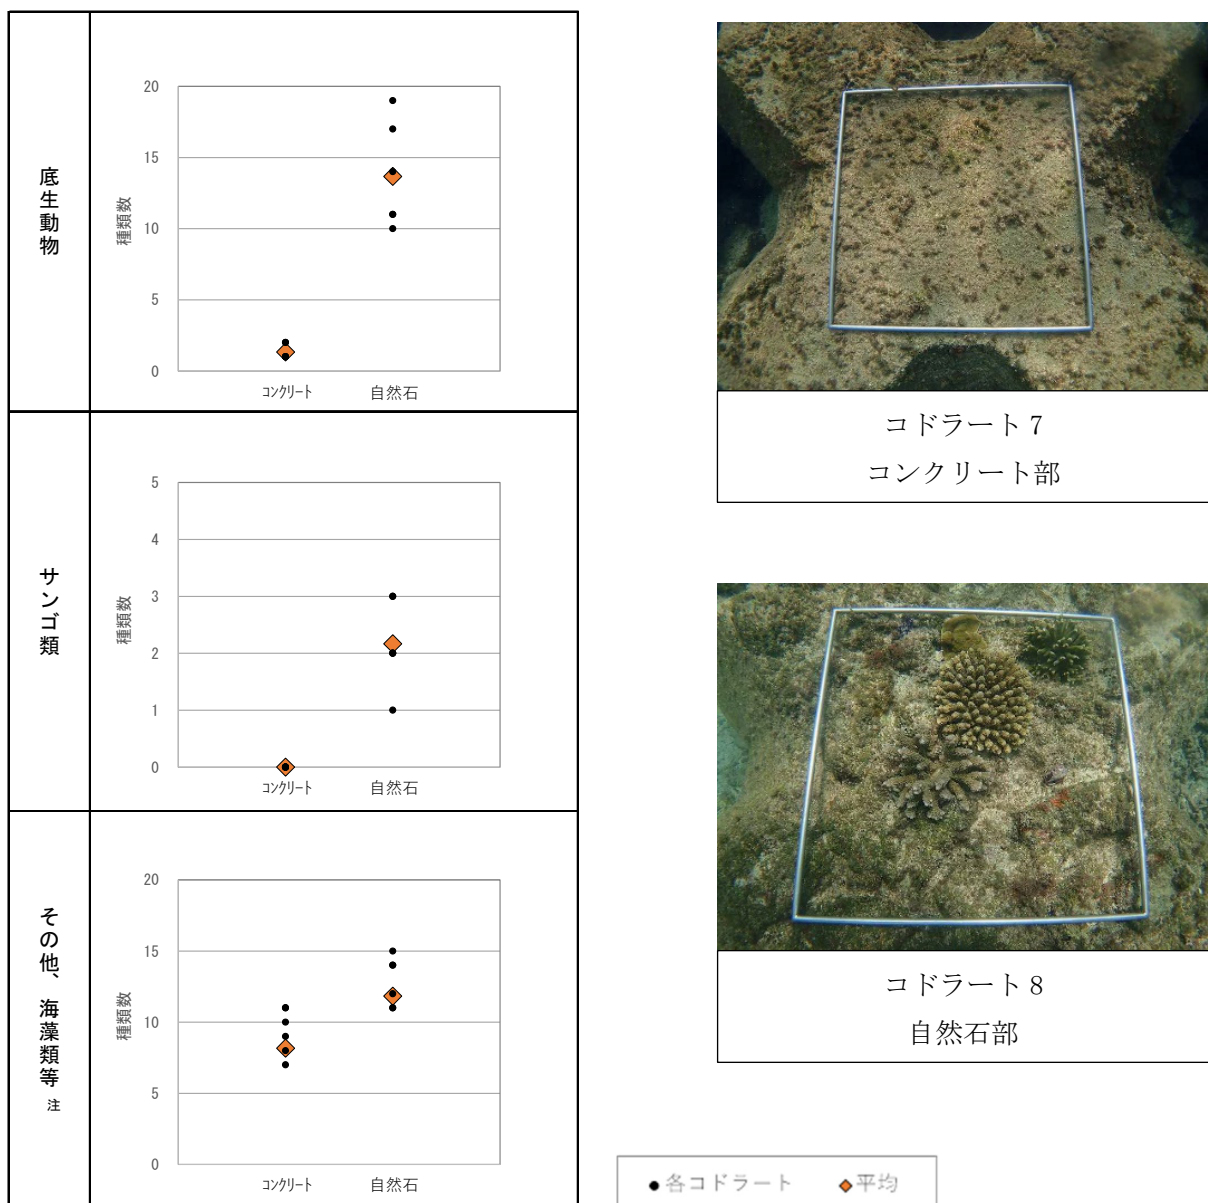 底生動物
種類数
20
15
10
5
0
コンクリート 自然石
サンゴ類
種類数
5
4
3
2
1
0
コンクリート 自然石
その他、海藻類等 注
種類数
20
15
10
5
0
コンクリート 自然石
コドラート 7
コンクリート部
コドラート 8
自然石部
各コドラート 平均